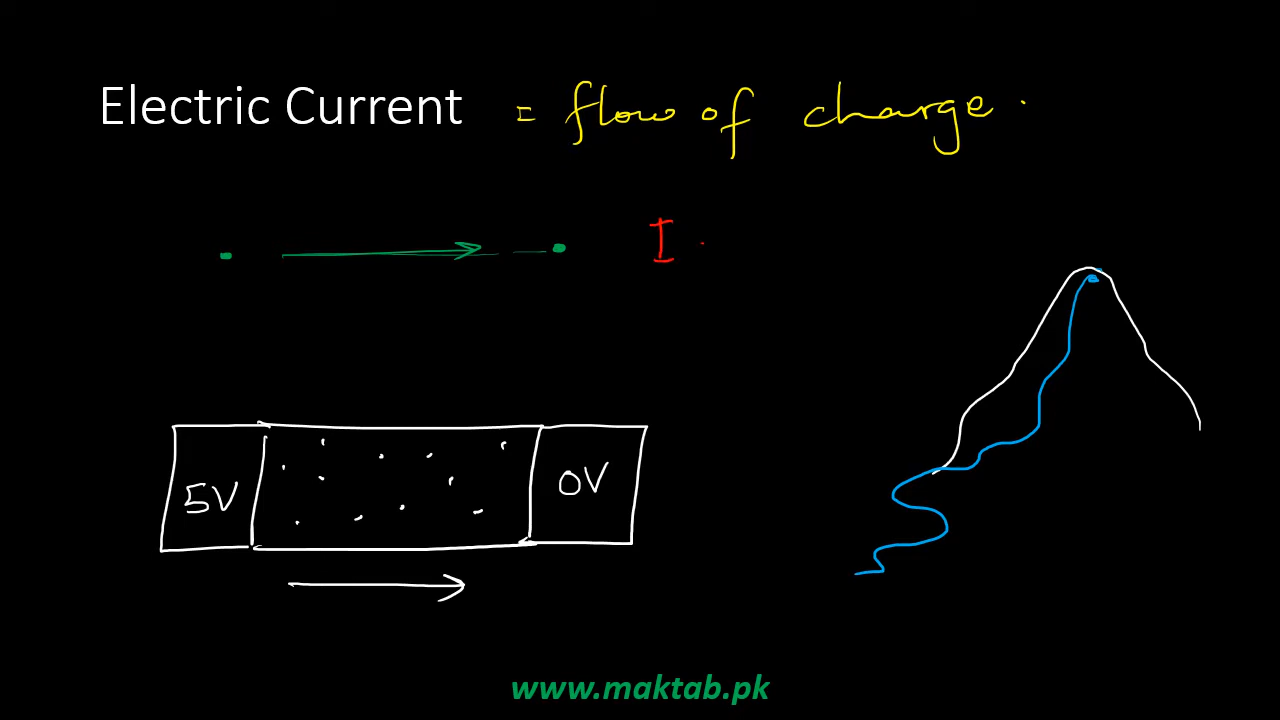 Electric Current = flow of charge.
I
5V
0V
www.maktab.pk